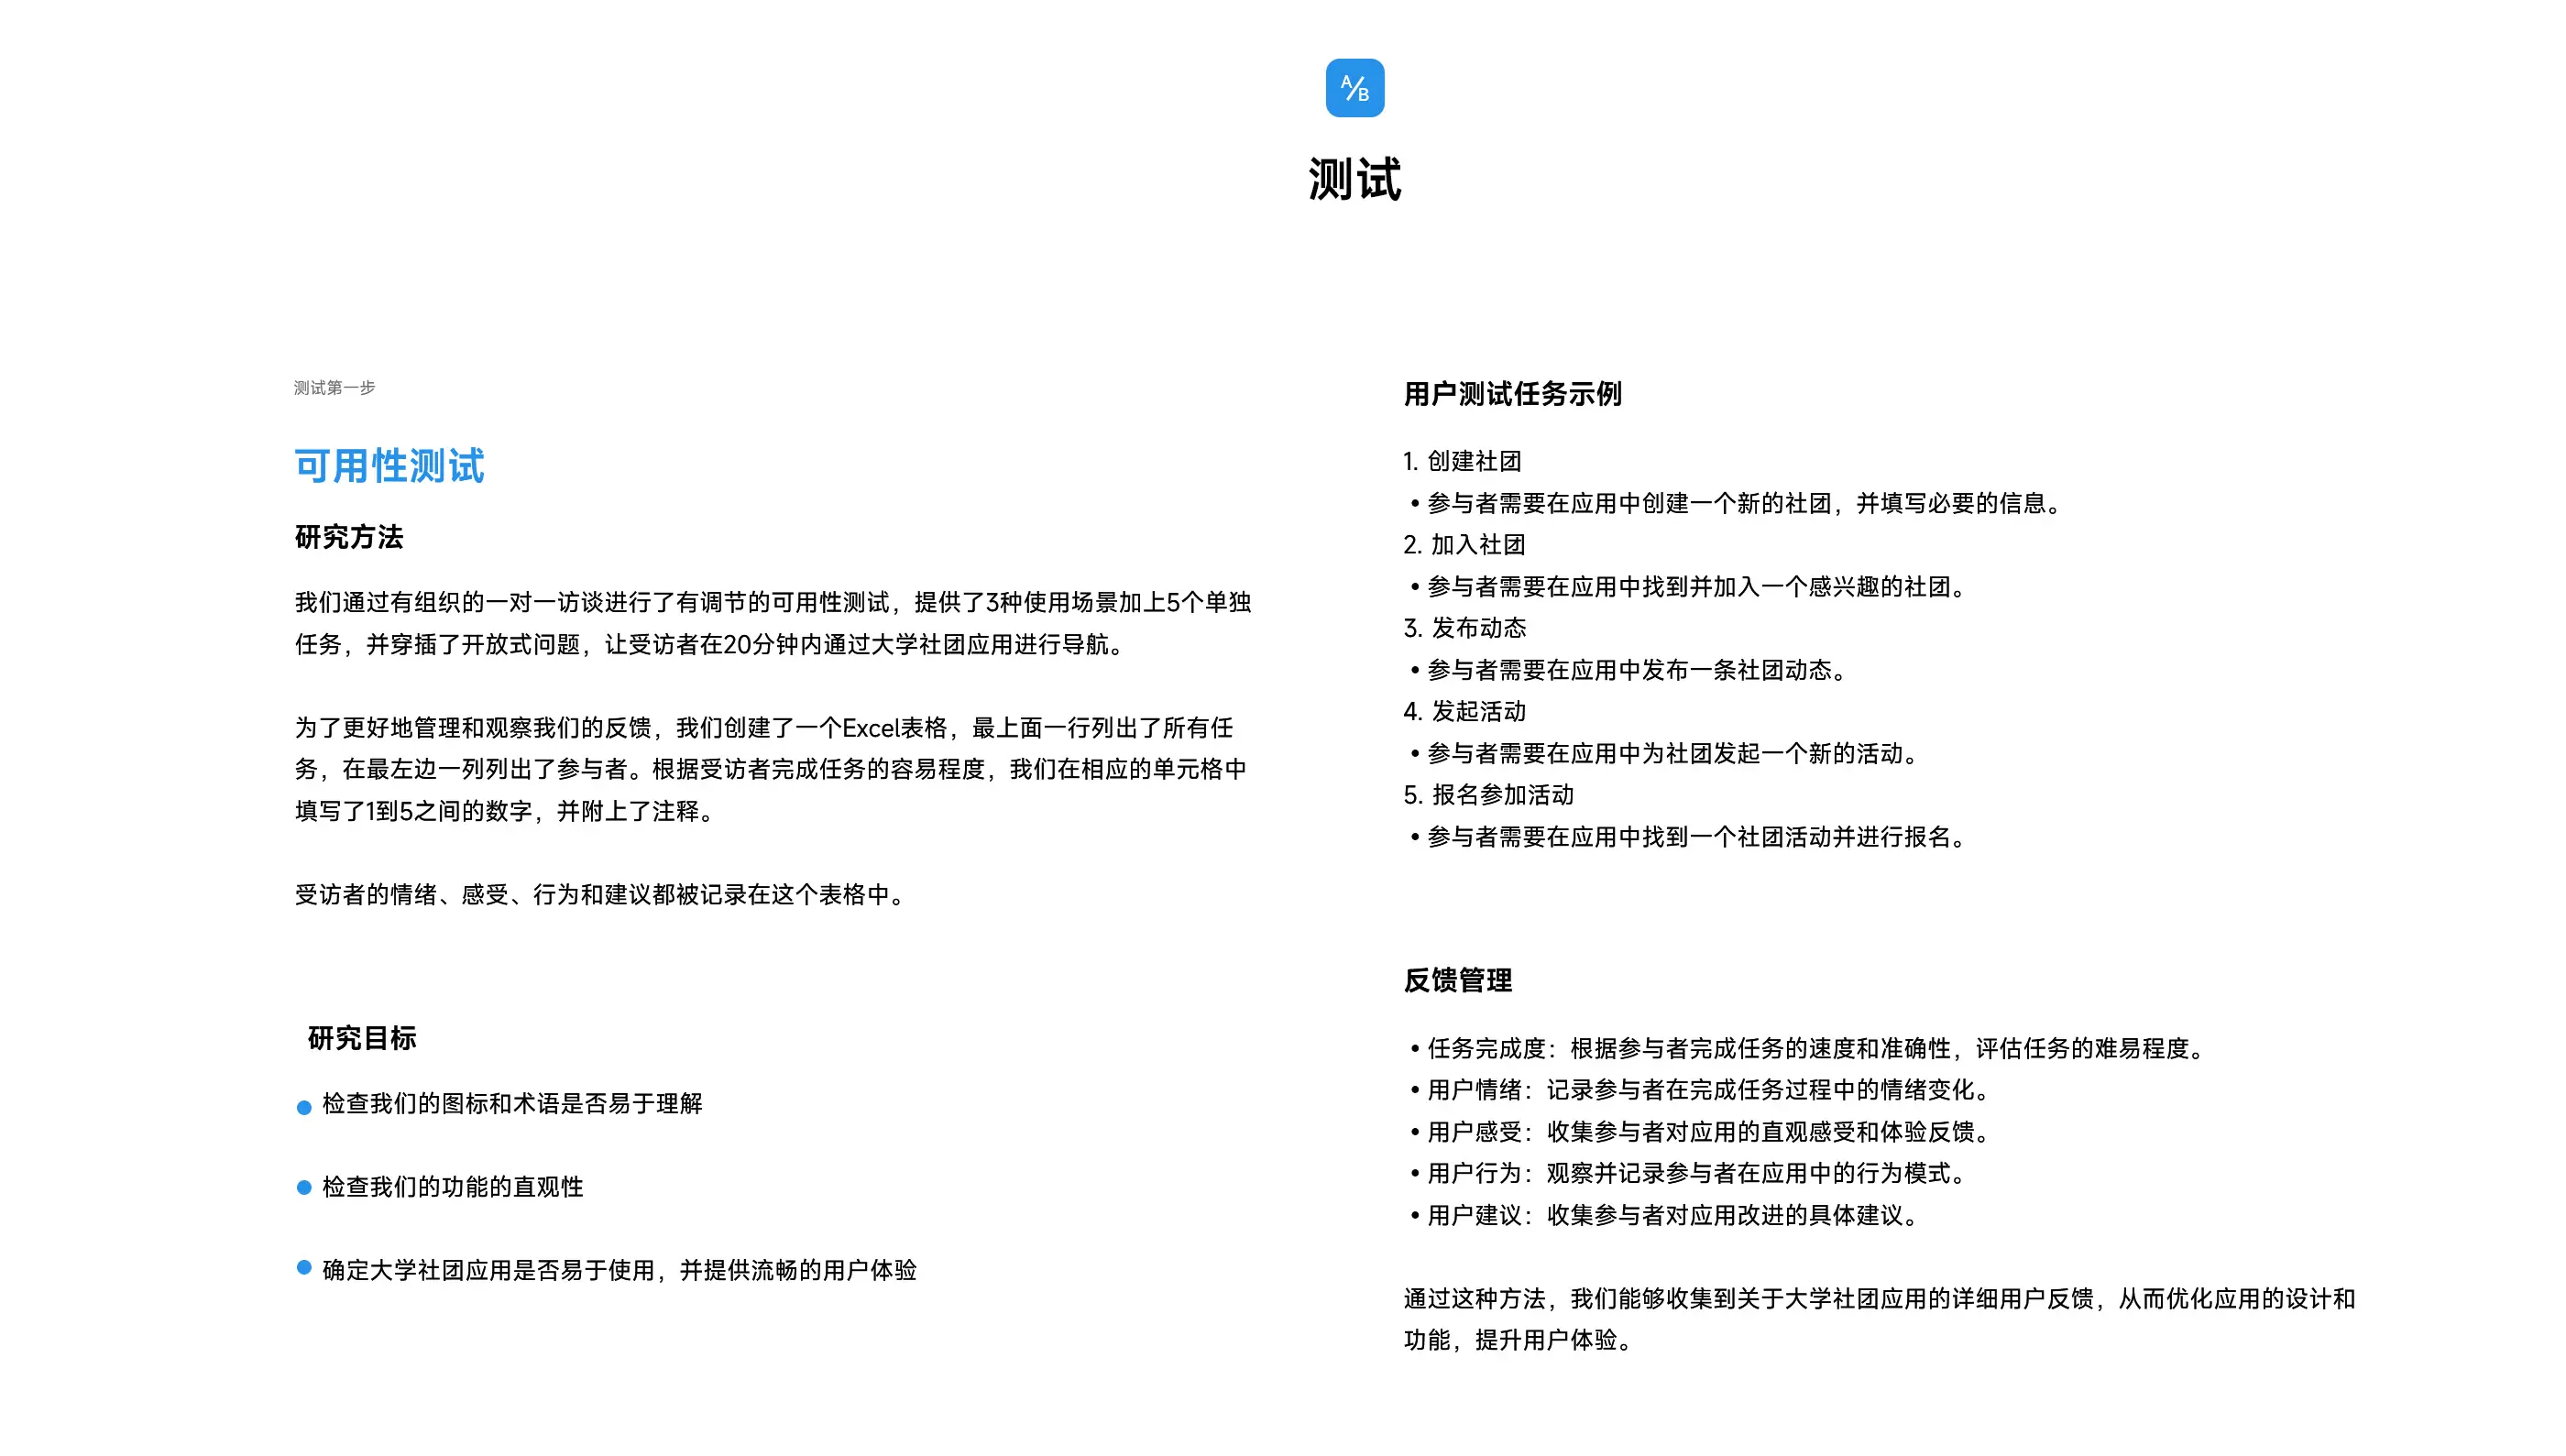 A/B
测试
测试第一步
可用性测试
研究方法
我们通过有组织的一对一访谈进行了有调节的可用性测试，提供了3种使用场景加上5个单独
任务，并穿插了开放式问题，让受访者在20分钟内通过大学社团应用进行导航。
为了更好地管理和观察我们的反馈，我们创建了一个Excel表格，最上面一行列出了所有任
务，在最左边一列列出了参与者。根据受访者完成任务的容易程度，我们在相应的单元格中
填写了1到5之间的数字，并附上了注释。
受访者的情绪、感受、行为和建议都被记录在这个表格中。
研究目标
检查我们的图标和术语是否易于理解
检查我们的功能的直观性
确定大学社团应用是否易于使用，并提供流畅的用户体验
用户测试任务示例
1. 创建社团
• 参与者需要在应用中创建一个新的社团，并填写必要的信息。
2. 加入社团
• 参与者需要在应用中找到并加入一个感兴趣的社团。
3. 发布动态
• 参与者需要在应用中发布一条社团动态。
4. 发起活动
• 参与者需要在应用中为社团发起一个新的活动。
5. 报名参加活动
• 参与者需要在应用中找到一个社团活动并进行报名。
反馈管理
• 任务完成度：根据参与者完成任务的速度和准确性，评估任务的难易程度。
• 用户情绪：记录参与者在完成任务过程中的情绪变化。
• 用户感受：收集参与者对应用的直观感受和体验反馈。
• 用户行为：观察并记录参与者在应用中的行为模式。
• 用户建议：收集参与者对应用改进的具体建议。
通过这种方法，我们能够收集到关于大学社团应用的详细用户反馈，从而优化应用的设计和
功能，提升用户体验。